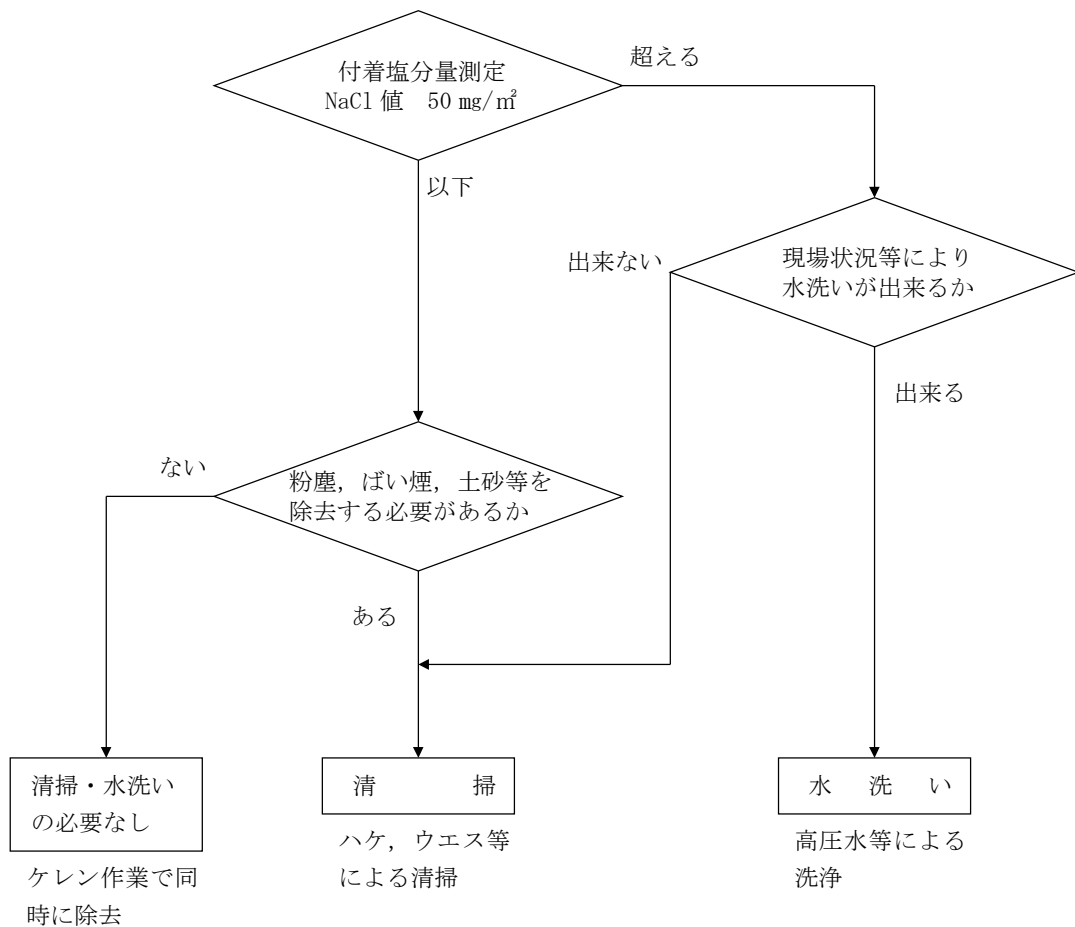 超える
付着塩分量測定
NaCl値　50㎎/㎡
以下
出来ない
現場状況等により
水洗いが出来るか
出来る
ない
粉塵，ばい煙，土砂等を
除去する必要があるか
ある
清掃・水洗い
の必要なし
ケレン作業で同
時に除去
清　　　　掃
ハケ，ウエス等
による清掃
水　洗　い
高圧水等による
洗浄